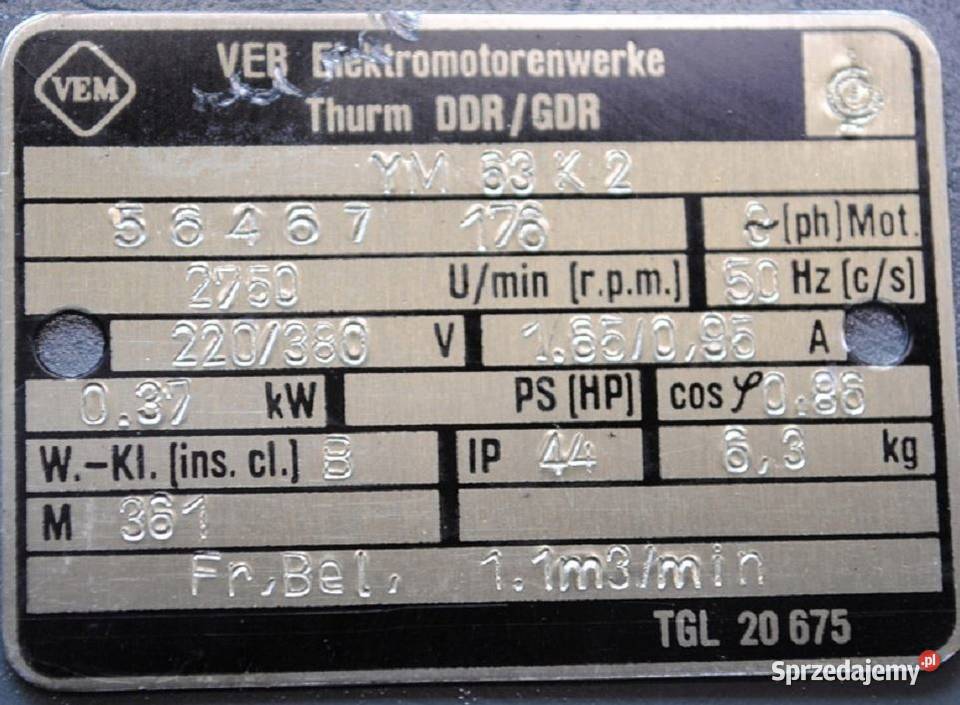 VEM
VEB Elektromotorenwerke
Thurm DDR/GDR
YM 63 K 2
56467 176 ~(ph)Mot.
2750 U/min (r.p.m.) 50 Hz (c/s)
220/380 V 1.65/0,95 A
0.37 kW PS (HP) cos φ 0.86
W.-Kl. (ins. cl.) B IP 44 6,3 kg
M 361
Fr,Bel, 1.1m3/min
TGL 20 675
Sprzedajemy.pl